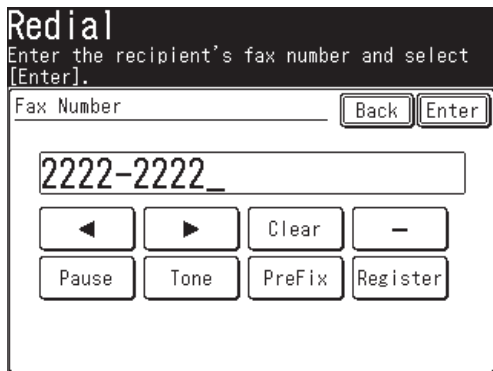 Redial
Enter the recipient's fax number and select
[Enter].
Fax Number
Back Enter
2222-2222_
◀ ▶ Clear −
Pause Tone PreFix Register